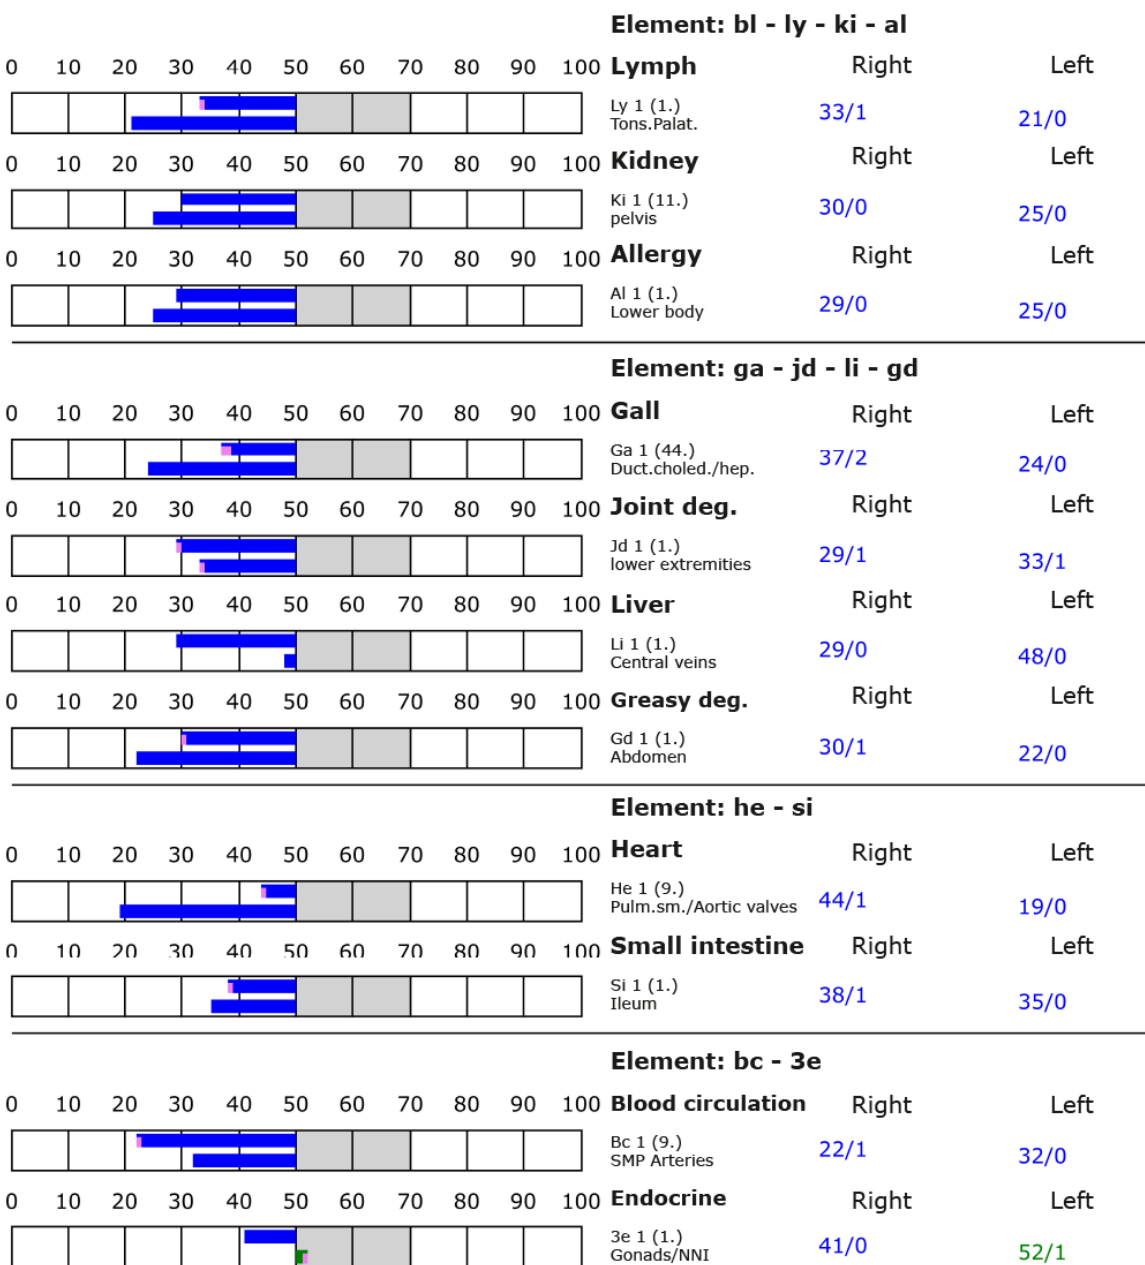 Element: bl - ly - ki - al
0 10 20 30 40 50 60 70 80 90 100 Lymph Right Left
Ly 1 (1.) 33/1 21/0
Tons.Palat.
0 10 20 30 40 50 60 70 80 90 100 Kidney Right Left
Ki 1 (11.) 30/0 25/0
pelvis
0 10 20 30 40 50 60 70 80 90 100 Allergy Right Left
Al 1 (1.) 29/0 25/0
Lower body
Element: ga - jd - li - gd
0 10 20 30 40 50 60 70 80 90 100 Gall Right Left
Ga 1 (44.) 37/2 24/0
Duct.choled./hep.
0 10 20 30 40 50 60 70 80 90 100 Joint deg. Right Left
Jd 1 (1.) 29/1 33/1
lower extremities
0 10 20 30 40 50 60 70 80 90 100 Liver Right Left
Li 1 (1.) 29/0 48/0
Central veins
0 10 20 30 40 50 60 70 80 90 100 Greasy deg. Right Left
Gd 1 (1.) 30/1 22/0
Abdomen
Element: he - si
0 10 20 30 40 50 60 70 80 90 100 Heart Right Left
He 1 (9.) 44/1 19/0
Pulm.sm./Aortic valves
0 10 20 30 40 50 60 70 80 90 100 Small intestine Right Left
Si 1 (1.) 38/1 35/0
Ileum
Element: bc - 3e
0 10 20 30 40 50 60 70 80 90 100 Blood circulation Right Left
Bc 1 (9.) 22/1 32/0
SMP Arteries
0 10 20 30 40 50 60 70 80 90 100 Endocrine Right Left
3e 1 (1.) 41/0 52/1
Gonads/NNI